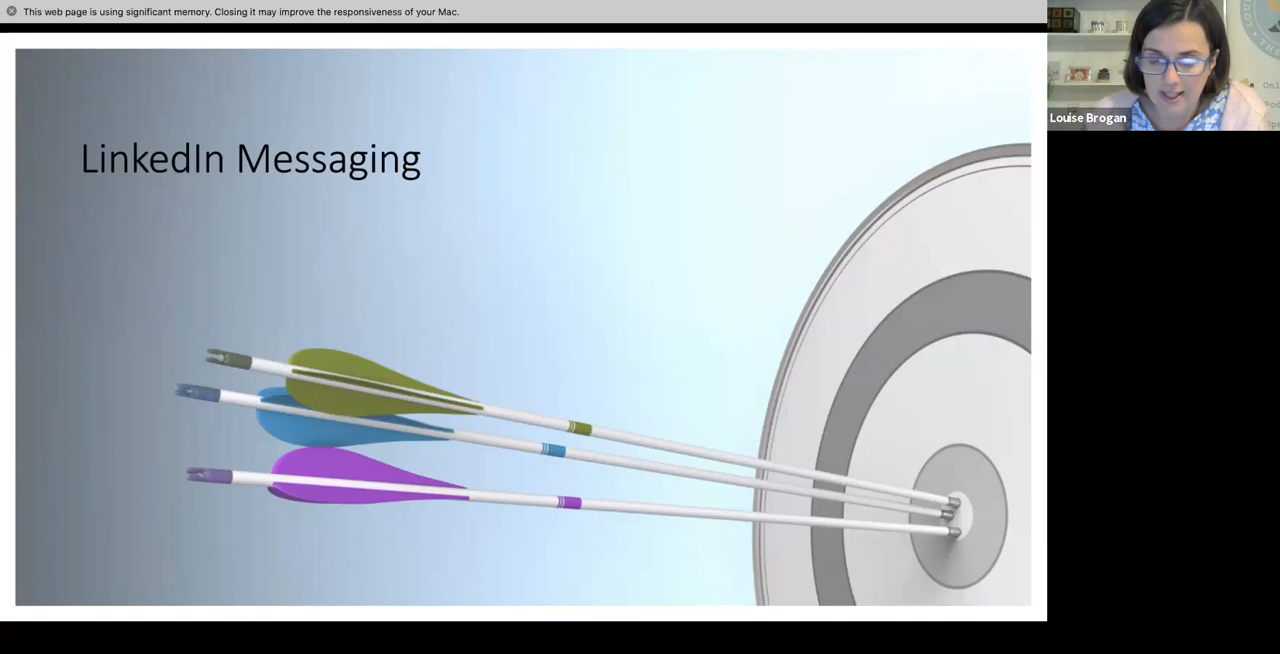 This web page is using significant memory. Closing it may improve the responsiveness of your Mac.
LinkedIn Messaging
Louise Brogan